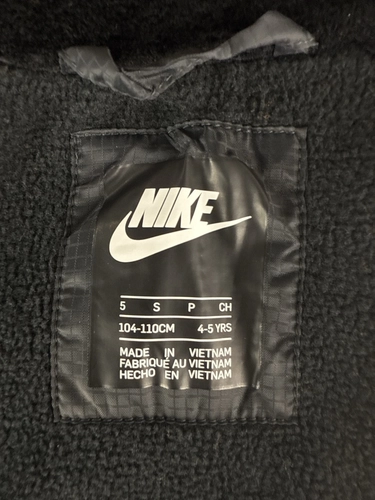 NIKE
5 S P CH
104-110CM 4-5 YRS
MADE IN VIETNAM
FABRIQUÉ AU VIETNAM
HECHO EN VIETNAM